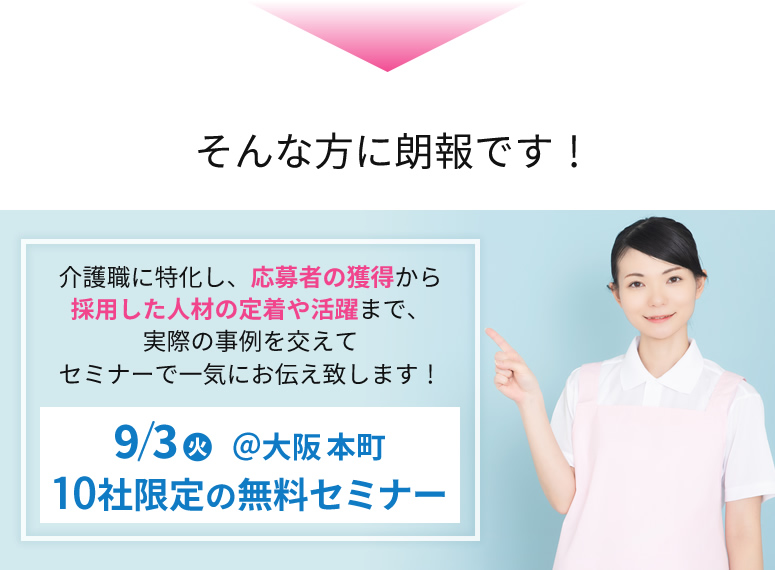 そんな方に朗報です！
介護職に特化し、応募者の獲得から
採用した人材の定着や活躍まで、
実際の事例を交えて
セミナーで一気にお伝え致します！
9/3火 @大阪 本町
10社限定の無料セミナー